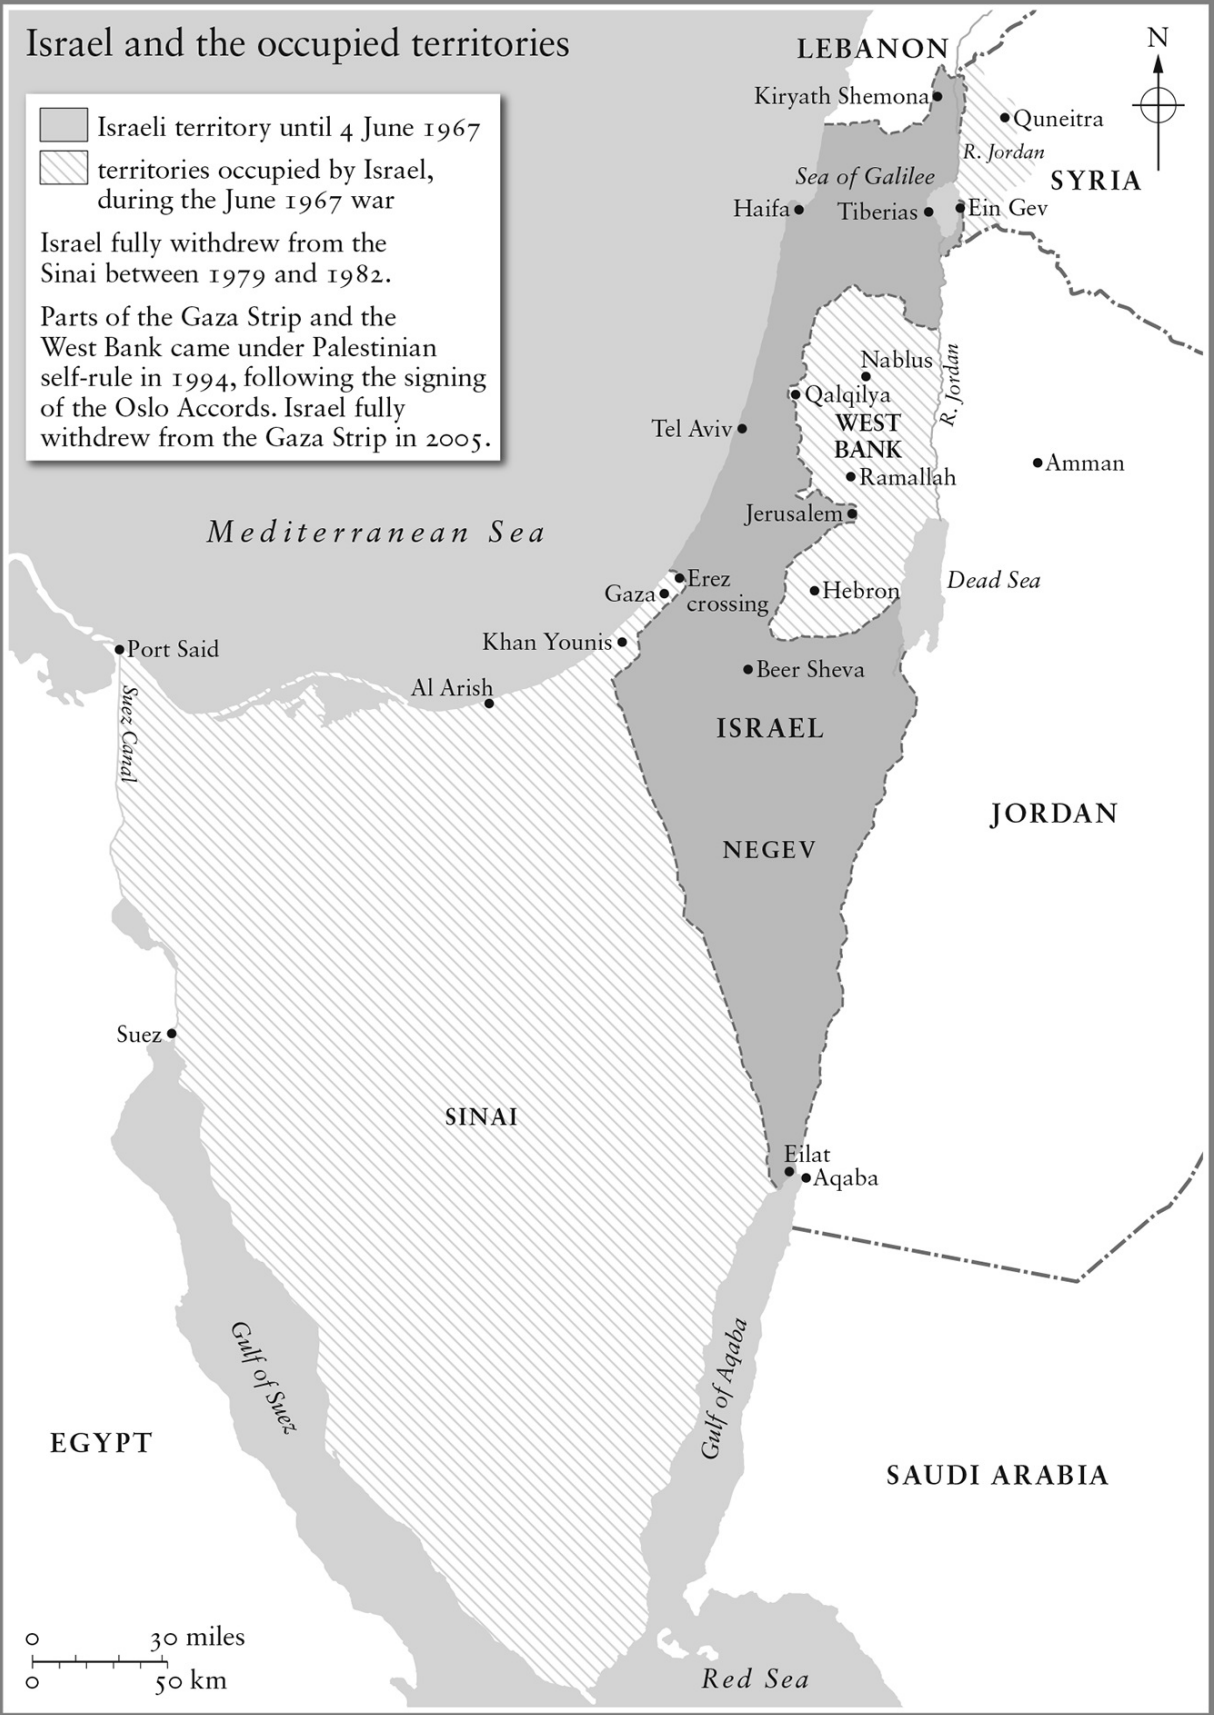 Israel and the occupied territories
Israeli territory until 4 June 1967
territories occupied by Israel,
during the June 1967 war
Israel fully withdrew from the
Sinai between 1979 and 1982.
Parts of the Gaza Strip and the
West Bank came under Palestinian
self-rule in 1994, following the signing
of the Oslo Accords. Israel fully
withdrew from the Gaza Strip in 2005.
N
LEBANON
Kiryath Shemona
Quneitra
R. Jordan
SYRIA
Sea of Galilee
Haifa
Tiberias
Ein Gev
Nablus
R. Jordan
Qalqilya
WEST
BANK
Tel Aviv
Amman
Ramallah
Jerusalem
Mediterranean Sea
Erez
crossing
Gaza
Hebron
Dead Sea
Khan Younis
Port Said
Beer Sheva
Al Arish
Suez Canal
ISRAEL
JORDAN
NEGEV
Suez
SINAI
Eilat
Aqaba
Gulf of Suez
Gulf of Aqaba
EGYPT
SAUDI ARABIA
0 30 miles
0 50 km
Red Sea